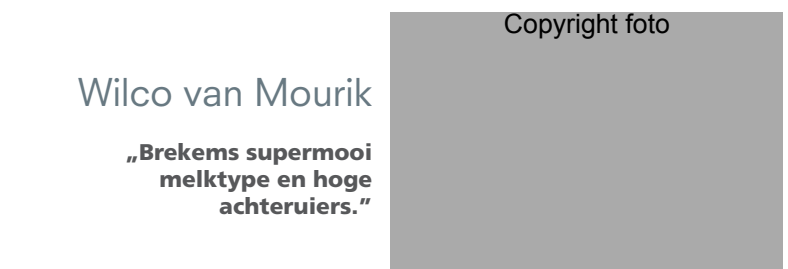 Copyright foto
Wilco van Mourik
„Brekems supermooi
melktype en hoge
achteruiers.”